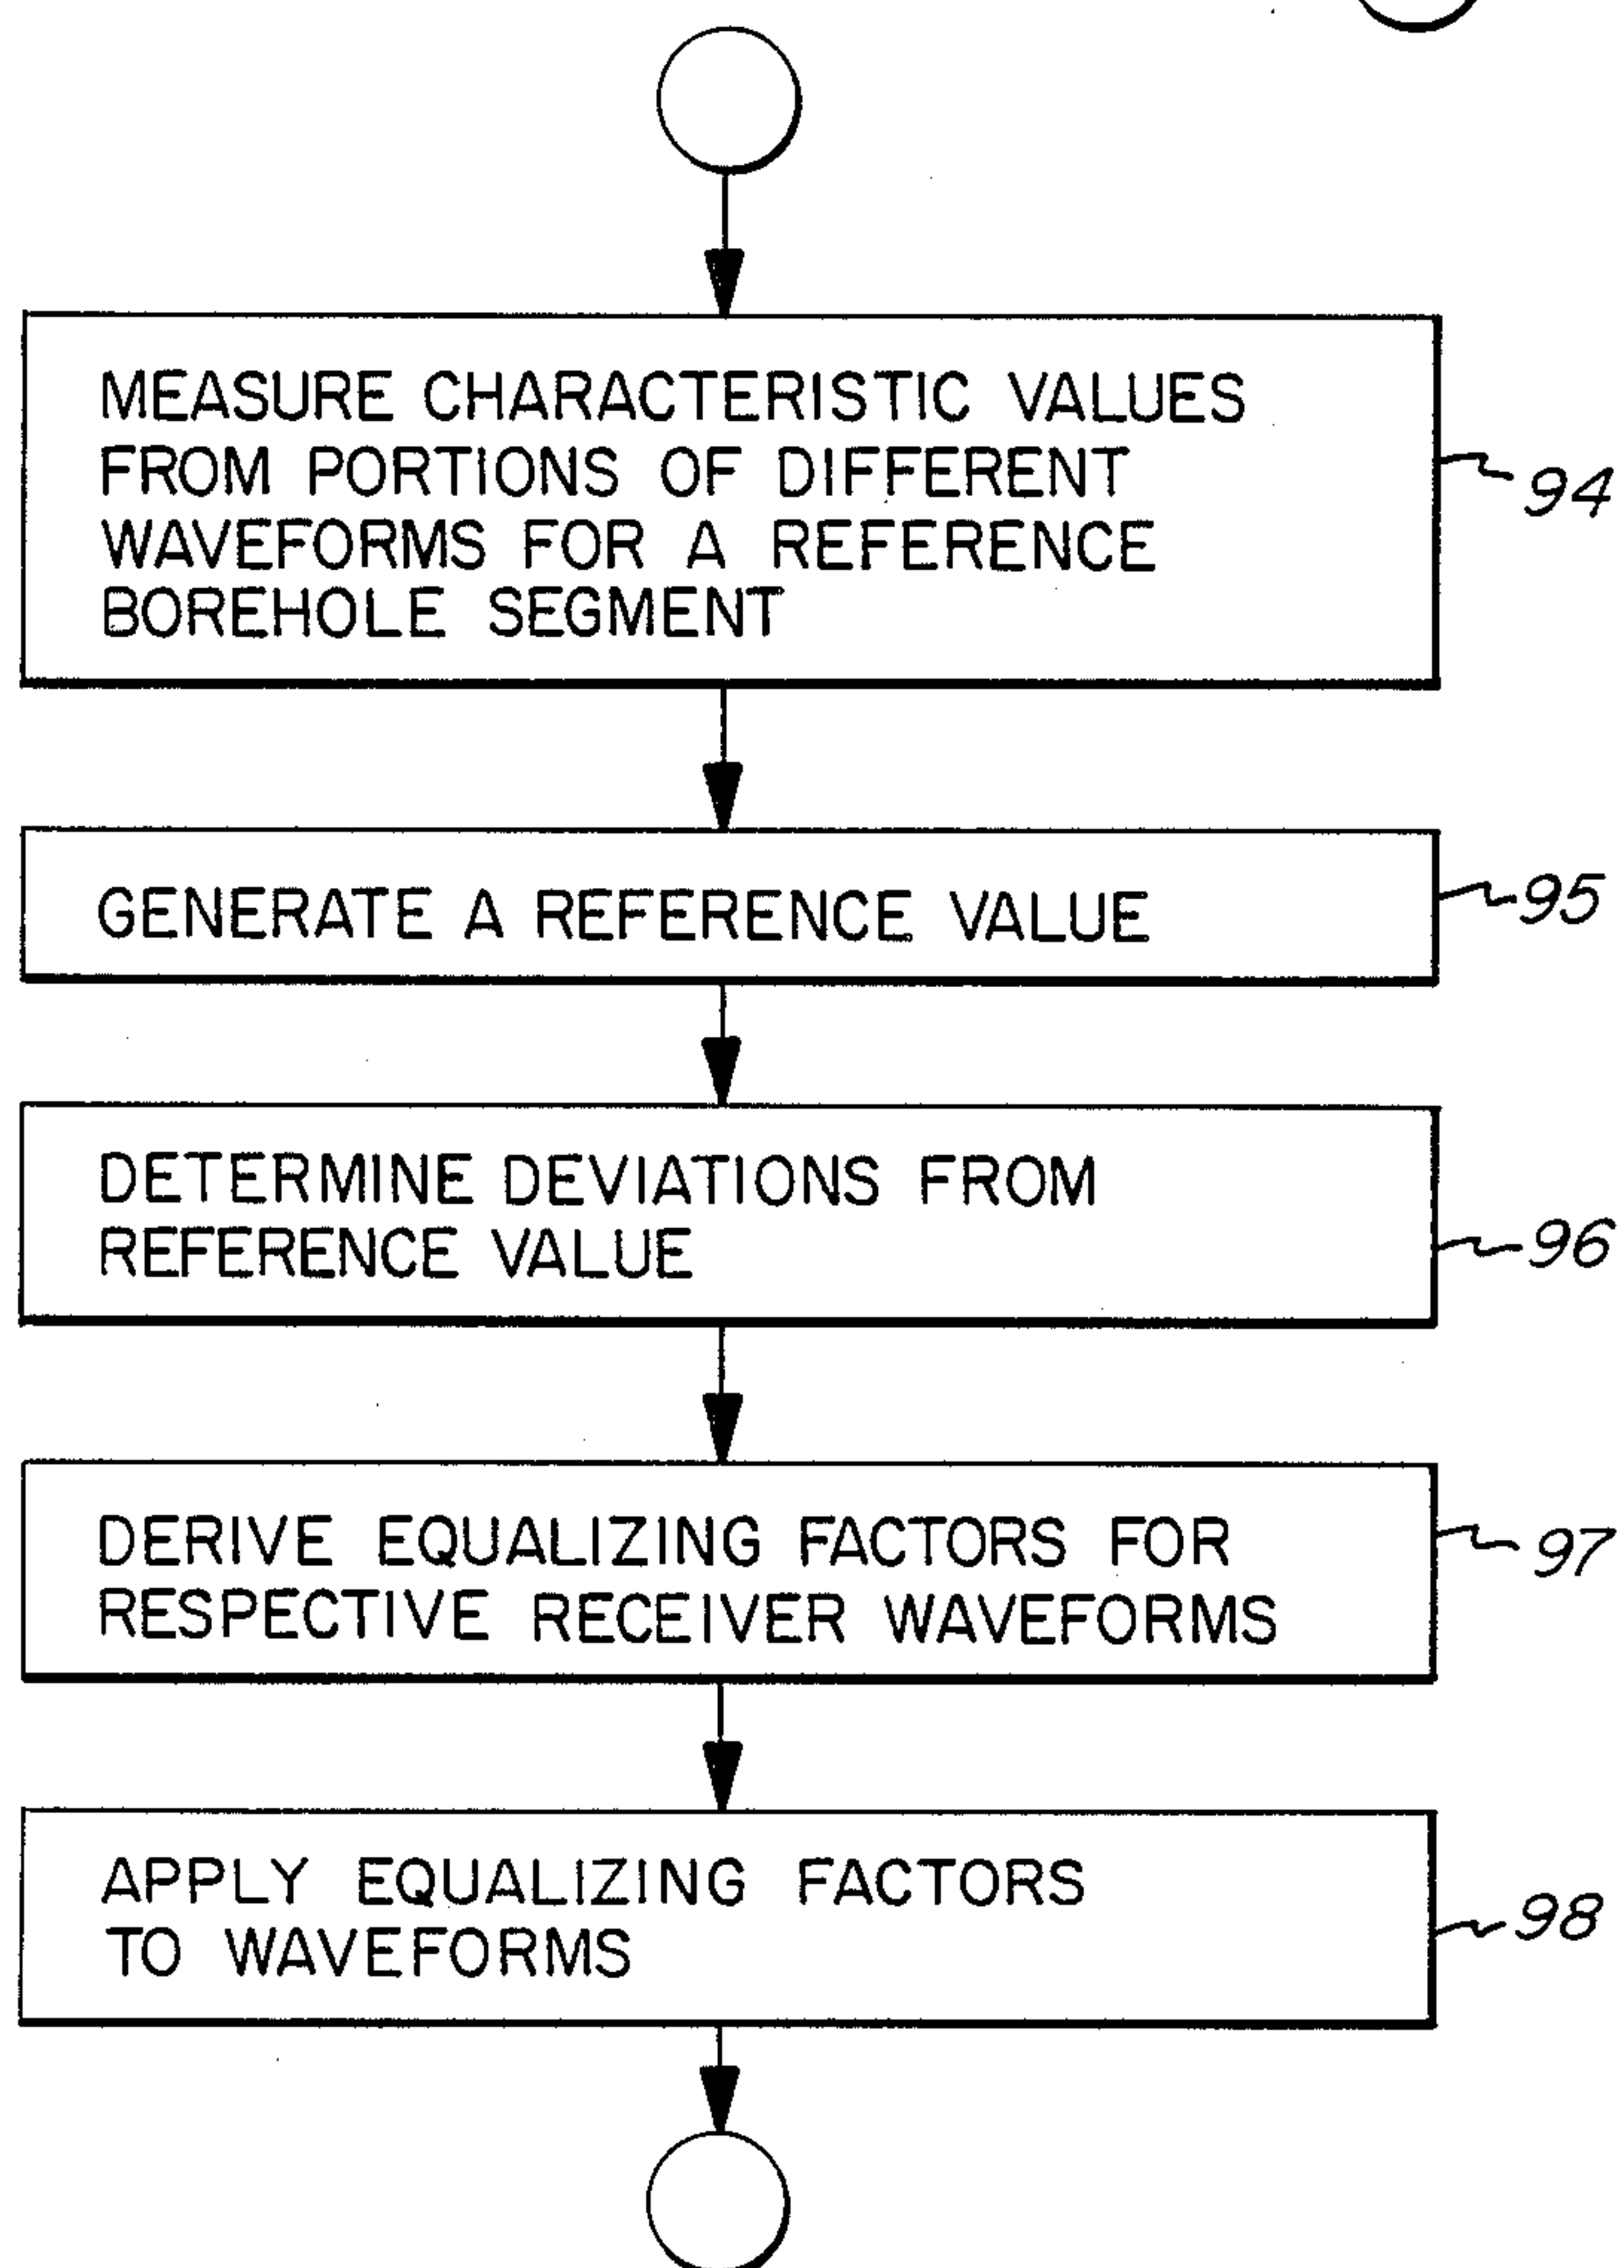 MEASURE CHARACTERISTIC VALUES
FROM PORTIONS OF DIFFERENT
WAVEFORMS FOR A REFERENCE
BOREHOLE SEGMENT
94
GENERATE A REFERENCE VALUE
95
DETERMINE DEVIATIONS FROM
REFERENCE VALUE
96
DERIVE EQUALIZING FACTORS FOR
RESPECTIVE RECEIVER WAVEFORMS
97
APPLY EQUALIZING FACTORS
TO WAVEFORMS
98